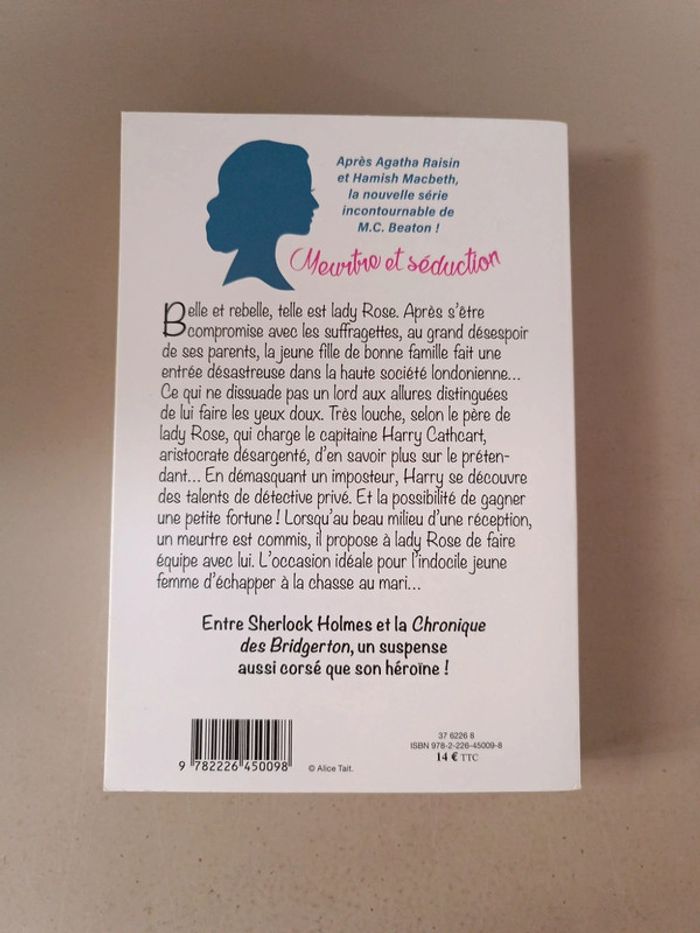 Après Agatha Raisin
et Hamish Macbeth,
la nouvelle série
incontournable de
M.C. Beaton !
Meurtre et séduction
Belle et rebelle, telle est lady Rose. Après s'être
compromise avec les suffragettes, au grand désespoir
de ses parents, la jeune fille de bonne famille fait une
entrée désastreuse dans la haute société londonienne...
Ce qui ne dissuade pas un lord aux allures distinguées
de lui faire les yeux doux. Très louche, selon le père de
lady Rose, qui charge le capitaine Harry Cathcart,
aristocrate désargenté, d'en savoir plus sur le préten-
dant... En démasquant un imposteur, Harry se découvre
des talents de détective privé. Et la possibilité de gagner
une petite fortune ! Lorsqu'au beau milieu d'une réception,
un meurtre est commis, il propose à lady Rose de faire
équipe avec lui. L'occasion idéale pour l'indocile jeune
femme d'échapper à la chasse au mari...
Entre Sherlock Holmes et la Chronique
des Bridgerton, un suspense
aussi corsé que son héroïne !
37 6226 8
ISBN 978-2-226-45009-8
14 € TTC
9 782226 450098
© Alice Tait.